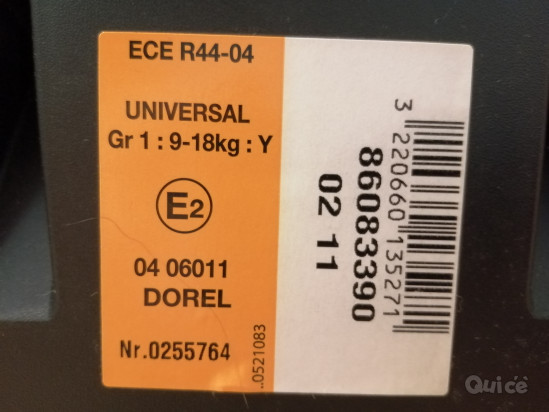 ECE R44-04
UNIVERSAL
Gr 1 : 9-18kg : Y
E2
04 06011
DOREL
Nr.0255764
..0521083
02 11
86083390
3 220660 135271
Quicè